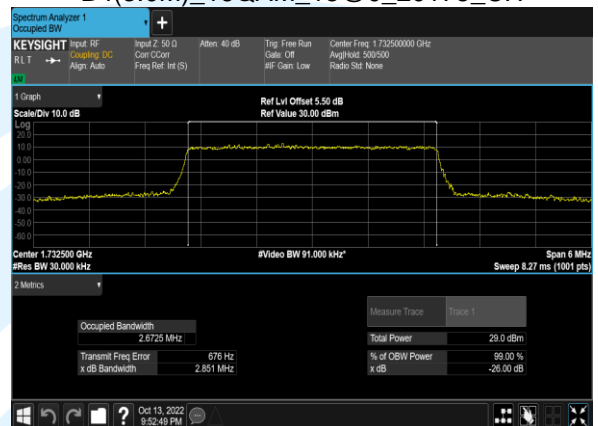 Spectrum Analyzer 1
Occupied BW
+
KEYSIGHT Input: RF Input Z: 50 Ω Atten: 40 dB Trig: Free Run Center Freq: 1.732500000 GHz
Coupling: DC Corr CCorr Gate: Off Avg|Hold: 500/500
RLT Align: Auto Freq Ref: Int (S) #IF Gain: Low Radio Std: None
1 Graph
Ref Lvl Offset 5.50 dB
Scale/Div 10.0 dB Ref Value 30.00 dBm
Log
20.0
10.0
0.00
-10.0
-20.0
-30.0
-40.0
-50.0
-60.0
Center 1.732500 GHz #Video BW 91.000 kHz* Span 6 MHz
#Res BW 30.000 kHz Sweep 8.27 ms (1001 pts)
2 Metrics
Measure Trace Trace 1
Occupied Bandwidth
2.6725 MHz Total Power 29.0 dBm
Transmit Freq Error 676 Hz % of OBW Power 99.00 %
x dB Bandwidth 2.851 MHz x dB -26.00 dB
? Oct 13, 2022
9:52:49 PM